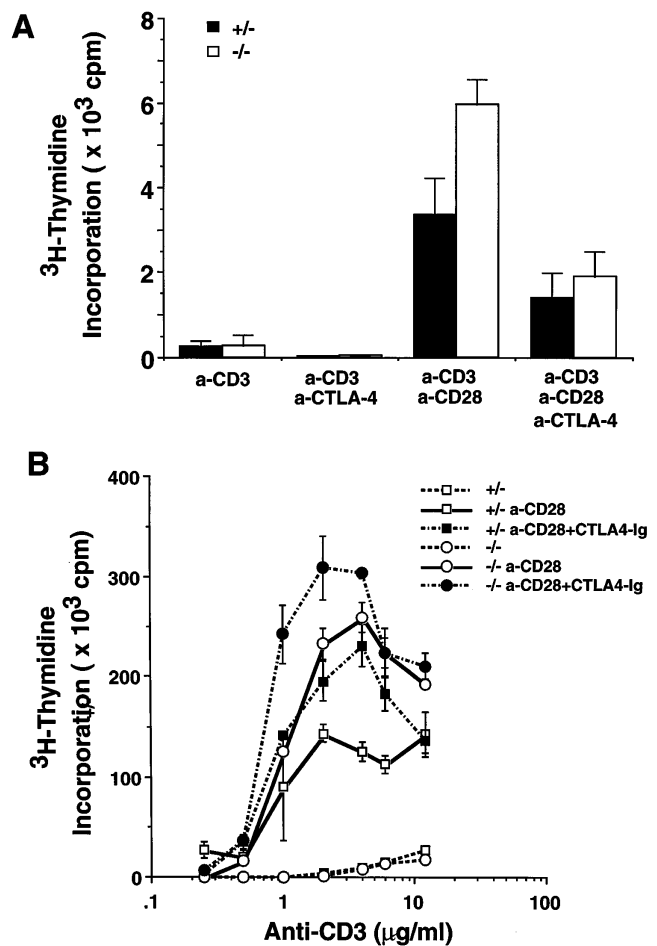 A
+/-
-/-
³H-Thymidine
Incorporation ( x 10³ cpm)
8
6
4
2
0
a-CD3
a-CD3
a-CTLA-4
a-CD3
a-CD28
a-CD3
a-CD28
a-CTLA-4
B
+/-
+/- a-CD28
+/- a-CD28+CTLA4-Ig
-/-
-/- a-CD28
-/- a-CD28+CTLA4-Ig
³H-Thymidine
Incorporation ( x 10³ cpm)
400
300
200
100
0
.1
1
10
100
Anti-CD3 (μg/ml)